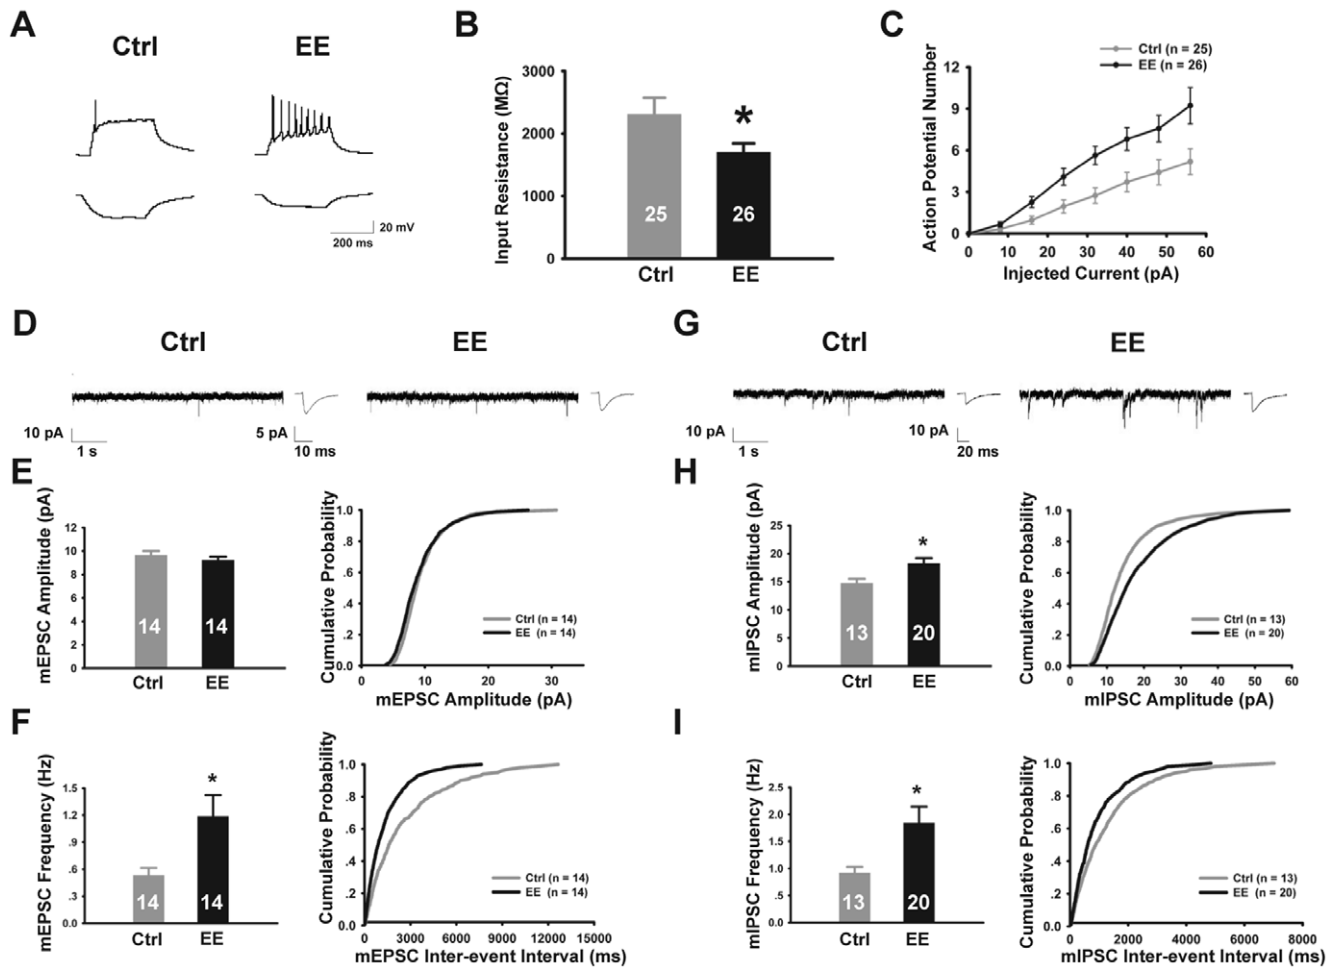 A
Ctrl
EE
20 mV
200 ms
B
Input Resistance (MΩ)
3000
2000
1000
0
*
25
26
Ctrl
EE
C
Action Potential Number
12
9
6
3
0
0 10 20 30 40 50 60
Injected Current (pA)
Ctrl (n = 25)
EE (n = 26)
D
Ctrl
EE
10 pA
1 s
5 pA
10 ms
G
Ctrl
EE
10 pA
1 s
10 pA
20 ms
E
mEPSC Amplitude (pA)
12
10
8
6
4
2
0
14
14
Ctrl
EE
Cumulative Probability
1.0
.8
.6
.4
.2
0.0
0 10 20 30
mEPSC Amplitude (pA)
Ctrl (n = 14)
EE (n = 14)
H
mIPSC Amplitude (pA)
25
20
15
10
5
0
*
13
20
Ctrl
EE
Cumulative Probability
1.0
.8
.6
.4
.2
0.0
0 10 20 30 40 50 60
mIPSC Amplitude (pA)
Ctrl (n = 13)
EE (n = 20)
F
mEPSC Frequency (Hz)
1.5
1.2
.9
.6
.3
0.0
*
14
14
Ctrl
EE
Cumulative Probability
1.0
.8
.6
.4
.2
0.0
0 3000 6000 9000 12000 15000
mEPSC Inter-event Interval (ms)
Ctrl (n = 14)
EE (n = 14)
I
mIPSC Frequency (Hz)
2.5
2.0
1.5
1.0
.5
0.0
*
13
20
Ctrl
EE
Cumulative Probability
1.0
.8
.6
.4
.2
0.0
0 2000 4000 6000 8000
mIPSC Inter-event Interval (ms)
Ctrl (n = 13)
EE (n = 20)